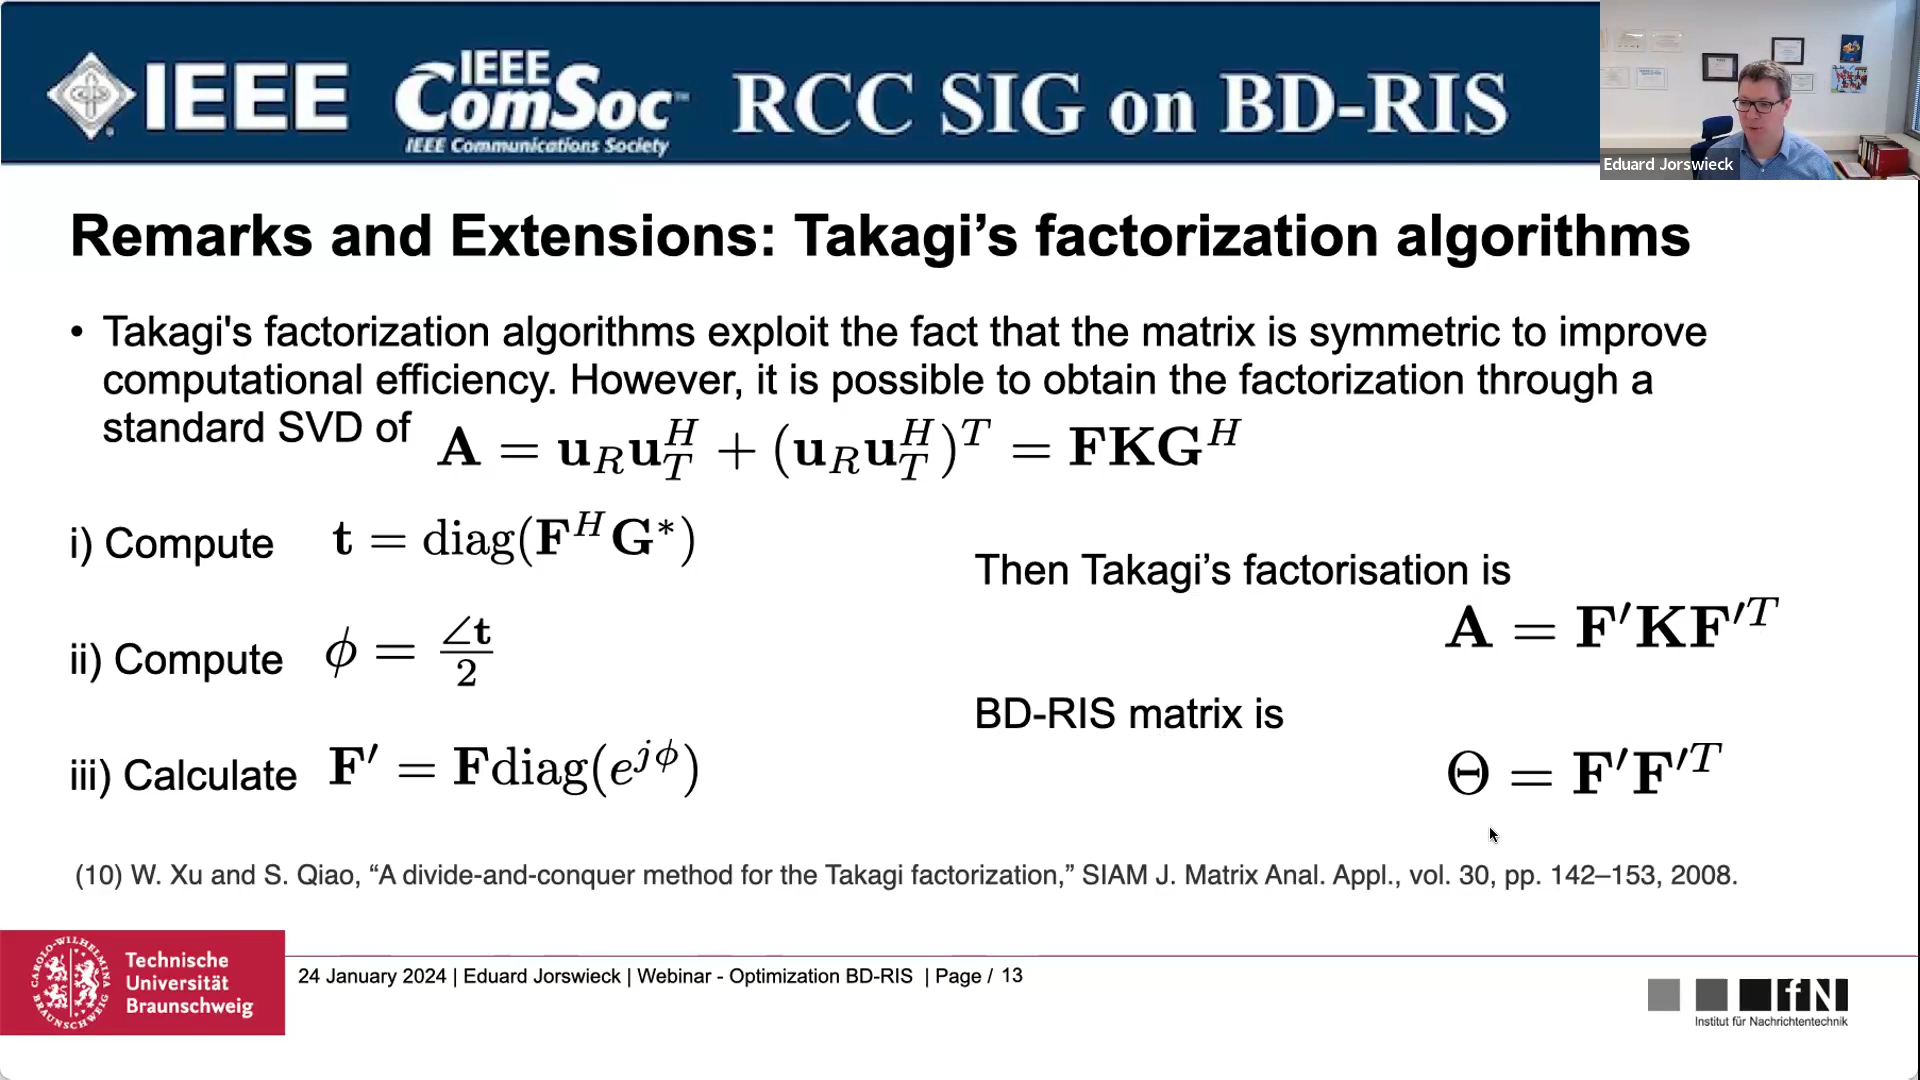 IEEE
IEEE
ComSoc™
IEEE Communications Society
RCC SIG on BD-RIS
Eduard Jorswieck
Remarks and Extensions: Takagi’s factorization algorithms
• Takagi's factorization algorithms exploit the fact that the matrix is symmetric to improve
computational efficiency. However, it is possible to obtain the factorization through a
standard SVD of A = u_R u_T^H + (u_R u_T^H)^T = FKG^H
i) Compute t = diag(F^H G^*)
ii) Compute ϕ = ∠t/2
iii) Calculate F′ = Fdiag(e^{jϕ})
Then Takagi’s factorisation is
A = F′KF′^T
BD-RIS matrix is
Θ = F′F′^T
(10) W. Xu and S. Qiao, “A divide-and-conquer method for the Takagi factorization,” SIAM J. Matrix Anal. Appl., vol. 30, pp. 142–153, 2008.
CAROLO-WILHELMINA
BRAUNSCHWEIG
Technische
Universität
Braunschweig
24 January 2024 | Eduard Jorswieck | Webinar - Optimization BD-RIS | Page / 13
IfN
Institut für Nachrichtentechnik